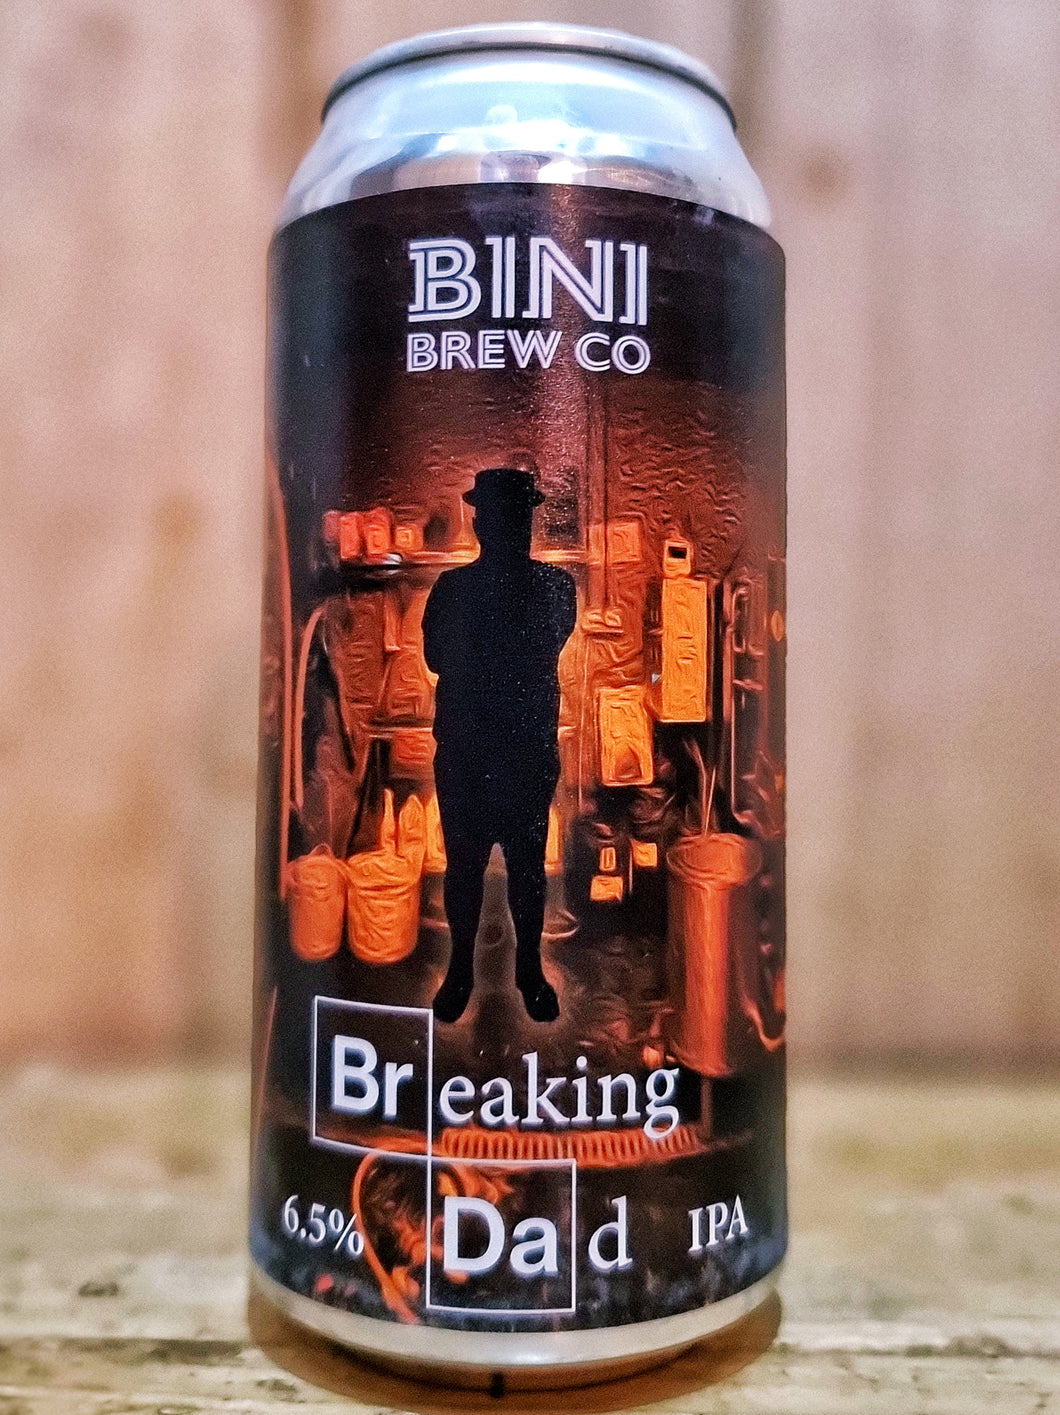 BINI
BREW CO
Breaking
6.5% Dad IPA